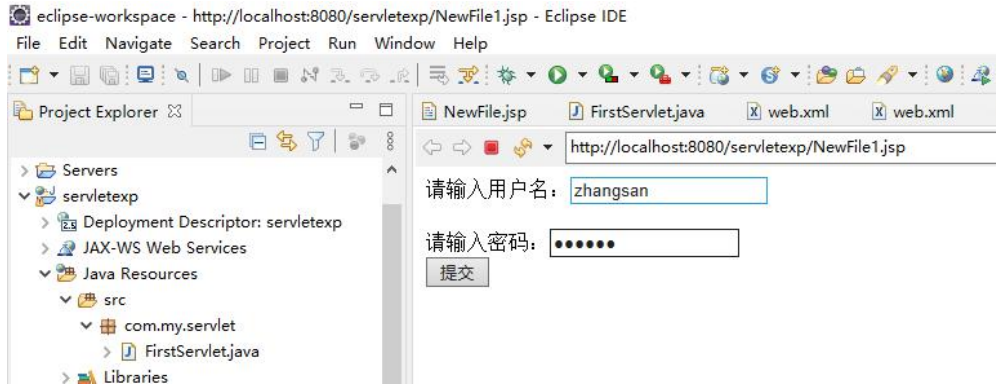 eclipse-workspace - http://localhost:8080/servletexp/NewFile1.jsp - Eclipse IDE
File Edit Navigate Search Project Run Window Help
Project Explorer
NewFile.jsp FirstServlet.java web.xml web.xml
http://localhost:8080/servletexp/NewFile1.jsp
Servers
servletexp
Deployment Descriptor: servletexp
JAX-WS Web Services
Java Resources
src
com.my.servlet
FirstServlet.java
Libraries
请输入用户名：zhangsan
请输入密码：••••••
提交